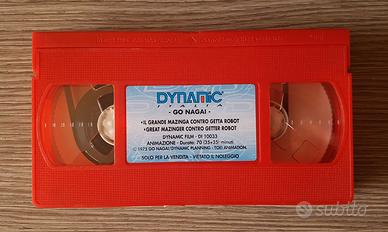 DYNAMIC
ITALIA
- GO NAGAI -
•IL GRANDE MAZINGA CONTRO GETTA ROBOT
•GREAT MAZINGER CONTRO GETTER ROBOT
DYNAMIC FILM - DI 10033
ANIMAZIONE - Durata: 70 (35+35) minuti
© 1975 GO NAGAI/DYNAMIC PLANNING - TOEI ANIMATION.
SOLO PER LA VENDITA - VIETATO IL NOLEGGIO
subito